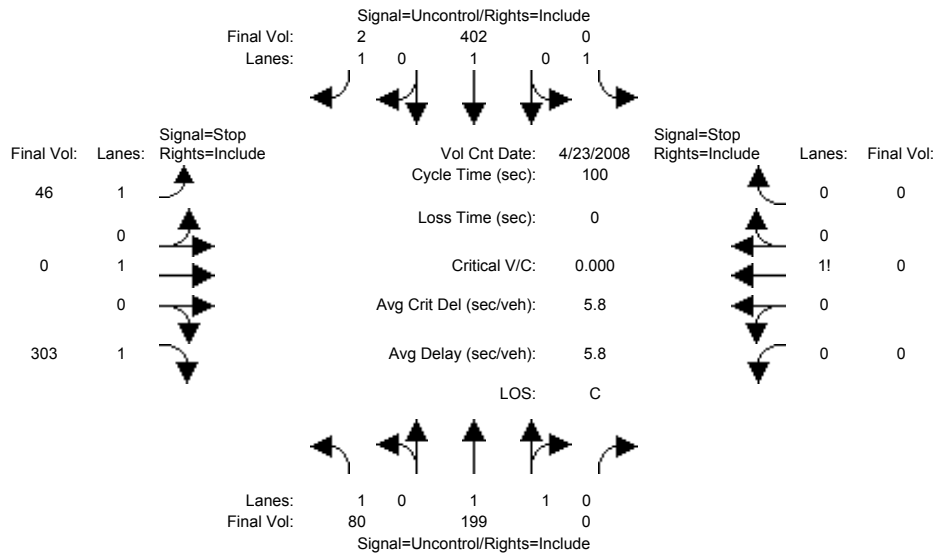 Signal=Uncontrol/Rights=Include
Final Vol: 2 402 0
Lanes: 1 0 1 0 1
Signal=Stop Signal=Stop
Final Vol: Lanes: Rights=Include Vol Cnt Date: 4/23/2008 Rights=Include Lanes: Final Vol:
Cycle Time (sec): 100
46 1 0 0
Loss Time (sec): 0
0 0
0 1 Critical V/C: 0.000 1! 0
0 Avg Crit Del (sec/veh): 5.8 0
303 1 Avg Delay (sec/veh): 5.8 0 0
LOS: C
Lanes: 1 0 1 1 0
Final Vol: 80 199 0
Signal=Uncontrol/Rights=Include